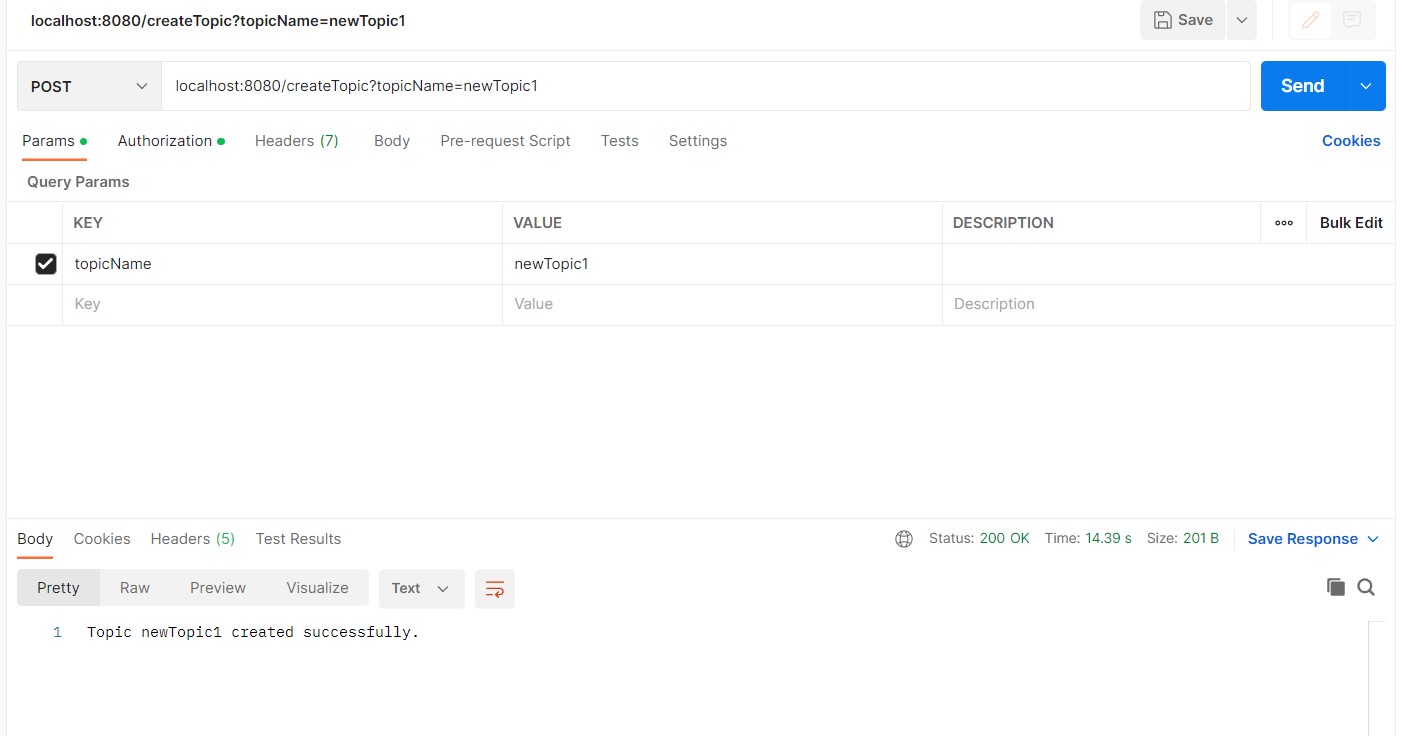 localhost:8080/createTopic?topicName=newTopic1
Save
POST
localhost:8080/createTopic?topicName=newTopic1
Send
Params Authorization Headers (7) Body Pre-request Script Tests Settings Cookies
Query Params
KEY VALUE DESCRIPTION ooo Bulk Edit
topicName newTopic1
Key Value Description
Body Cookies Headers (5) Test Results Status: 200 OK Time: 14.39 s Size: 201 B Save Response
Pretty Raw Preview Visualize Text
1 Topic newTopic1 created successfully.